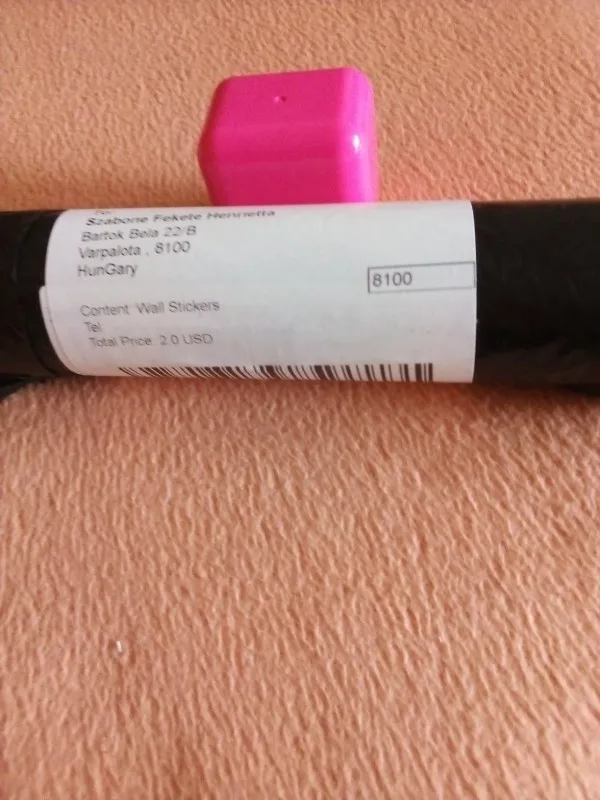 Szabone Fekete Henrietta
Bartok Bela 22/B
Varpalota , 8100
HunGary
8100
Content: Wall Stickers
Tel:
Total Price: 2.0 USD